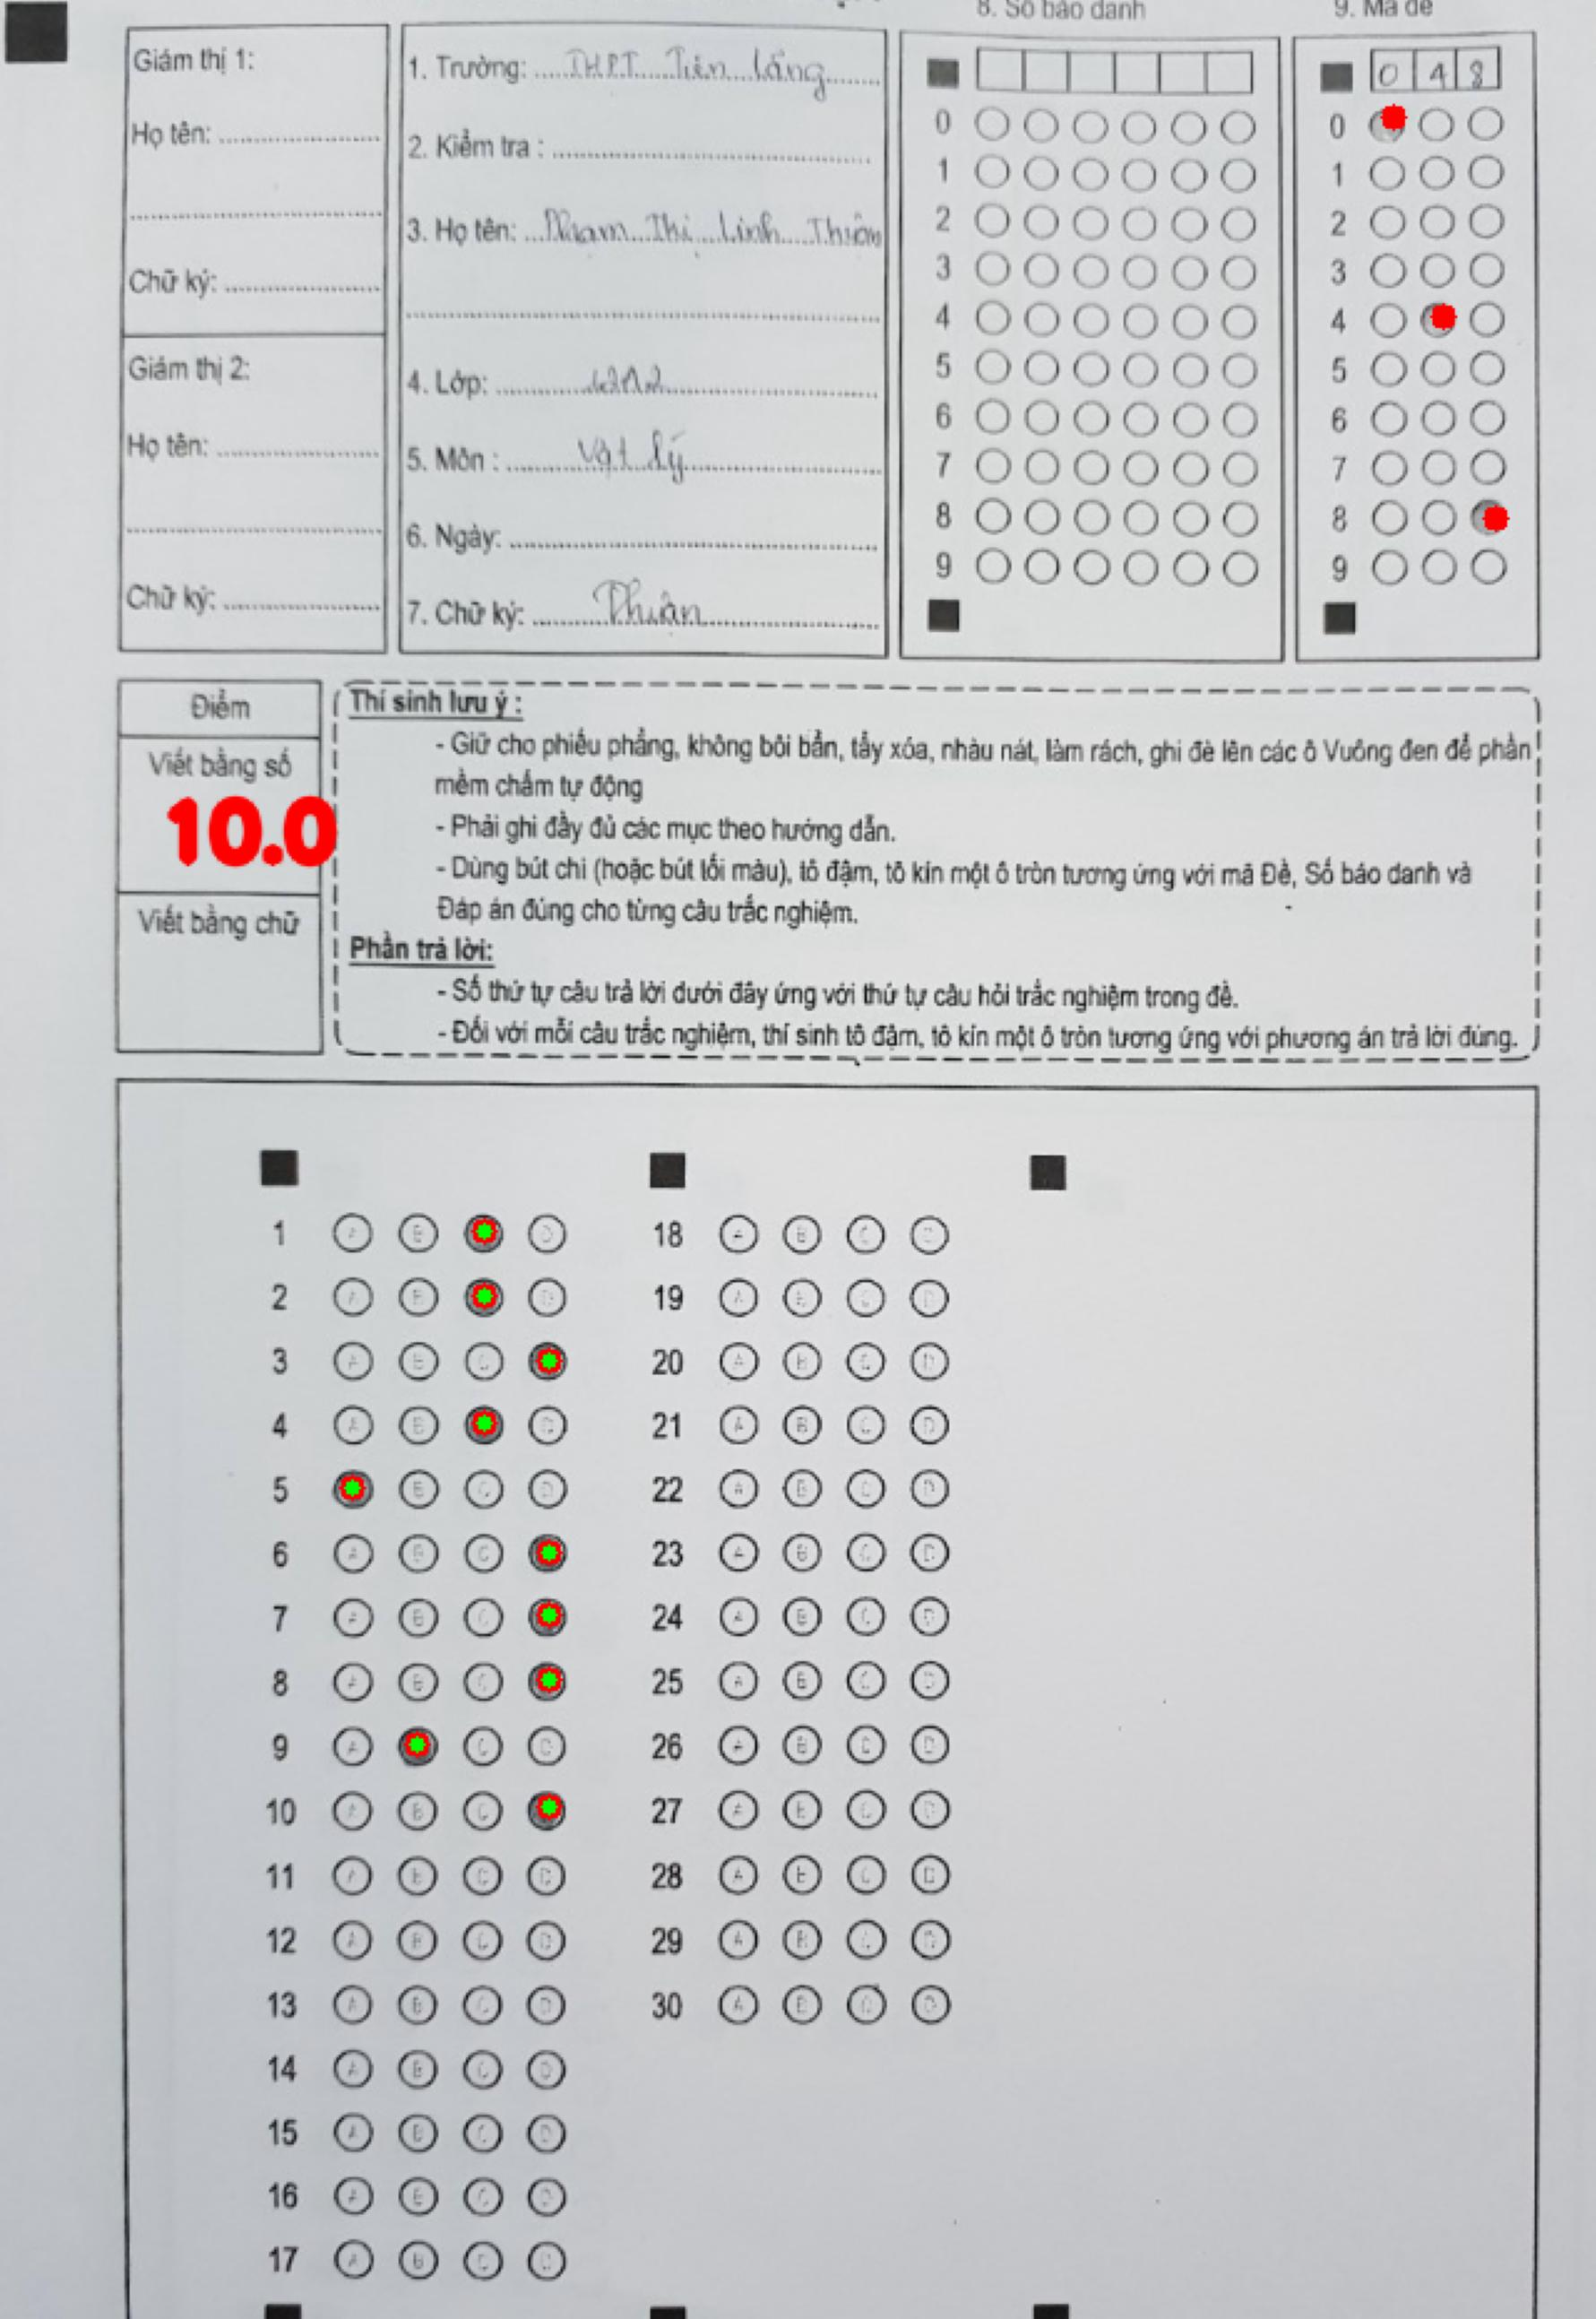 8. Số báo danh
9. Mã đề
Giám thị 1:
Họ tên:
Chữ ký:
Giám thị 2:
Họ tên:
Chữ ký:
1. Trường: THPT Tiên Lãng
2. Kiểm tra :
3. Họ tên: Phạm Thị Linh
4. Lớp: 12A2
5. Môn : Vật Lý
6. Ngày:
7. Chữ ký:
0
1
2
3
4
5
6
7
8
9
0 4 8
0
1
2
3
4
5
6
7
8
9
Điểm
Viết bằng số
10.0
Viết bằng chữ
Thí sinh lưu ý :
- Giữ cho phiếu phẳng, không bôi bẩn, tẩy xóa, nhàu nát, làm rách, ghi đè lên các ô Vuông đen để phần
mềm chấm tự động
- Phải ghi đầy đủ các mục theo hướng dẫn.
- Dùng bút chì (hoặc bút tối màu), tô đậm, tô kín một ô tròn tương ứng với mã Đề, Số báo danh và
Đáp án đúng cho từng câu trắc nghiệm.
Phần trả lời:
- Số thứ tự câu trả lời dưới đây ứng với thứ tự câu hỏi trắc nghiệm trong đề.
- Đối với mỗi câu trắc nghiệm, thí sinh tô đậm, tô kín một ô tròn tương ứng với phương án trả lời đúng.
1 A B D
2 A B D
3 A B C
4 A B D
5 B C D
6 A B C
7 A B C
8 A B C
9 A C D
10 A B C
11 A B C D
12 A B C D
13 A B C D
14 A B C D
15 A B C D
16 A B C D
17 A B C D
18 A B C D
19 A B C D
20 A B C D
21 A B C D
22 A B C D
23 A B C D
24 A B C D
25 A B C D
26 A B C D
27 A B C D
28 A B C D
29 A B C D
30 A B C D